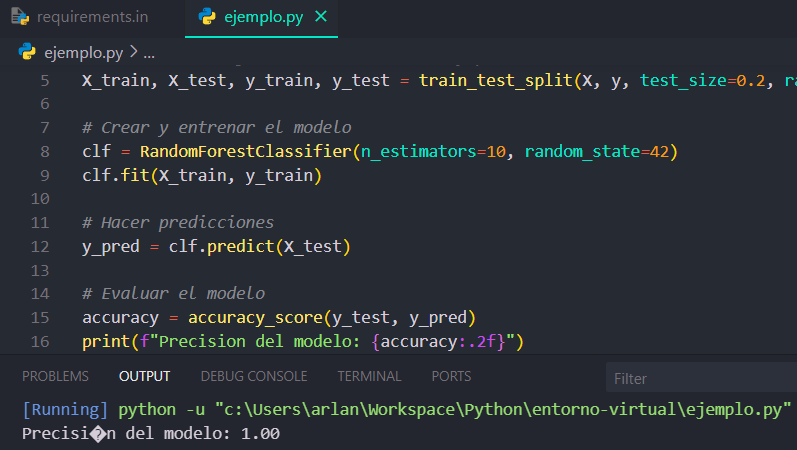 requirements.in
ejemplo.py
ejemplo.py > ...
5 X_train, X_test, y_train, y_test = train_test_split(X, y, test_size=0.2, ra
6
7 # Crear y entrenar el modelo
8 clf = RandomForestClassifier(n_estimators=10, random_state=42)
9 clf.fit(X_train, y_train)
10
11 # Hacer predicciones
12 y_pred = clf.predict(X_test)
13
14 # Evaluar el modelo
15 accuracy = accuracy_score(y_test, y_pred)
16 print(f"Precision del modelo: {accuracy:.2f}")
PROBLEMS OUTPUT DEBUG CONSOLE TERMINAL PORTS Filter
[Running] python -u "c:\Users\arlan\Workspace\Python\entorno-virtual\ejemplo.py"
Precisi�n del modelo: 1.00